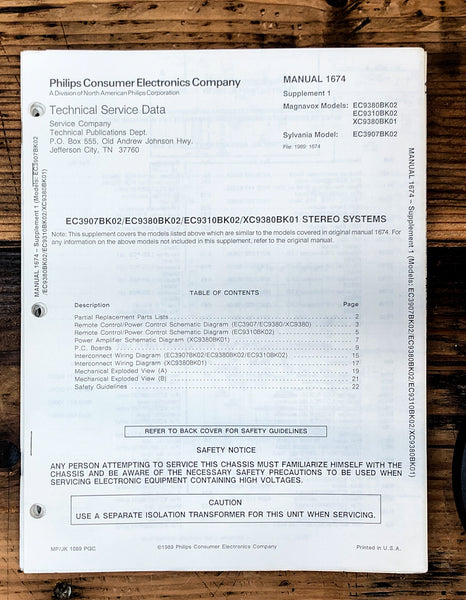 Philips Consumer Electronics Company
A Division of North American Philips Corporation
Technical Service Data
Service Company
Technical Publications Dept.
P.O. Box 555, Old Andrew Johnson Hwy.
Jefferson City, TN 37760
MANUAL 1674
Supplement 1
Magnavox Models: EC9380BK02
EC9310BK02
XC9380BK01
Sylvania Model: EC3907BK02
File: 1989: 1674
MANUAL 1674 – Supplement 1 (Models: EC3907BK02
/EC9380BK02/EC9310BK02/XC9380BK01)
MANUAL 1674 – Supplement 1 (Models: EC3907BK02/EC9380BK02/EC9310BK02/XC9380BK01)
EC3907BK02/EC9380BK02/EC9310BK02/XC9380BK01 STEREO SYSTEMS
Note: This supplement covers the models listed above which are similar to the models covered in original manual 1674. For
any information on the above models not included in this supplement, refer to the original manual.
TABLE OF CONTENTS
Description Page
Partial Replacement Parts Lists 2
Remote Control/Power Control Schematic Diagram (EC3907/EC9380/XC9380) 3
Remote Control/Power Control Schematic Diagram (EC9310BK02) 5
Power Amplifier Schematic Diagram (XC9380BK01) 7
P.C. Boards 9
Interconnect Wiring Diagram (EC3907BK02/EC9380BK02/EC9310BK02) 15
Interconnect Wiring Diagram (XC9380BK01) 17
Mechanical Exploded View (A) 19
Mechanical Exploded View (B) 21
Safety Guidelines 22
REFER TO BACK COVER FOR SAFETY GUIDELINES
SAFETY NOTICE
ANY PERSON ATTEMPTING TO SERVICE THIS CHASSIS MUST FAMILIARIZE HIMSELF WITH THE
CHASSIS AND BE AWARE OF THE NECESSARY SAFETY PRECAUTIONS TO BE USED WHEN
SERVICING ELECTRONIC EQUIPMENT CONTAINING HIGH VOLTAGES.
CAUTION
USE A SEPARATE ISOLATION TRANSFORMER FOR THIS UNIT WHEN SERVICING.
MP/JK 1089 PGC
©1989 Philips Consumer Electronics Company
Printed in U.S.A.